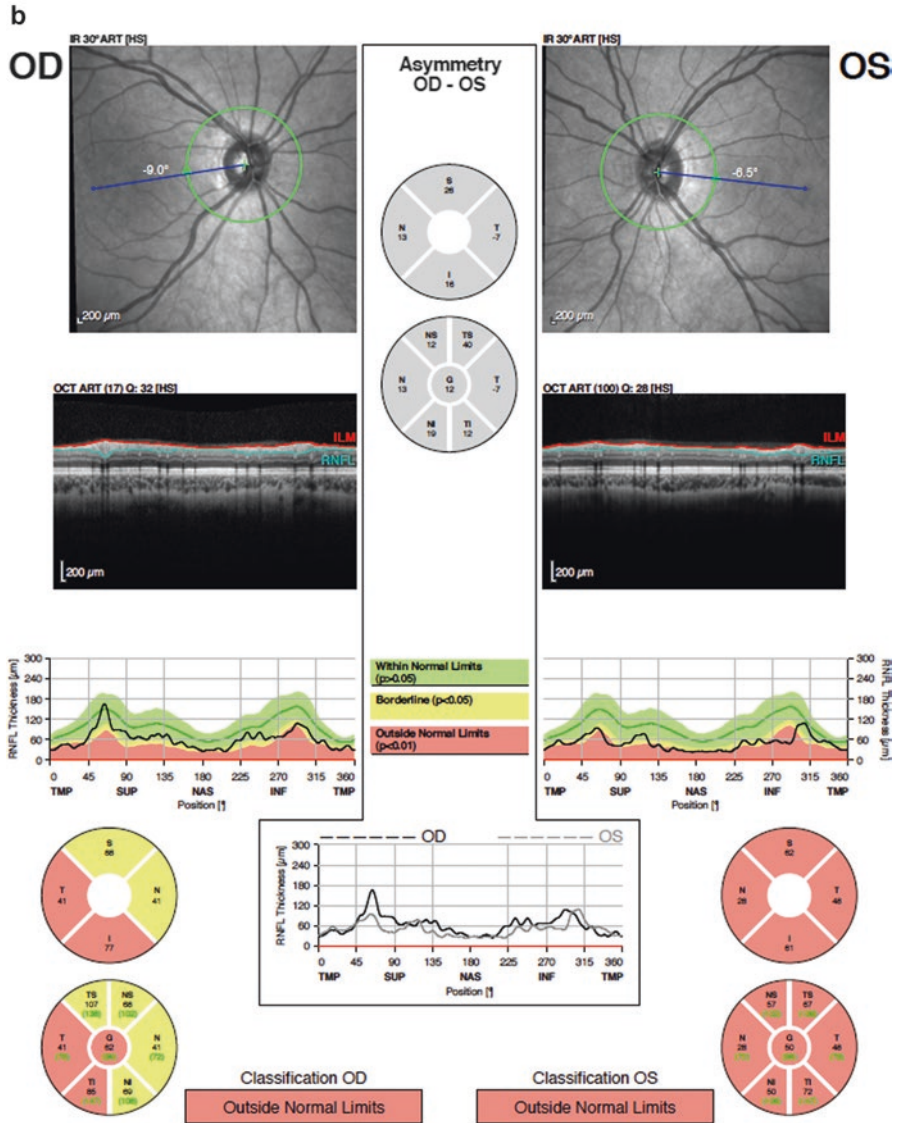 b
IR 30° ART [HS]
OD
-9.0°
200 µm
Asymmetry
OD - OS
S
26
N
13
T
-7
I
16
NS
12
TS
40
N
13
G
12
T
-7
NI
19
TI
12
IR 30° ART [HS]
OS
-6.5°
200 µm
OCT ART (17) Q: 32 [HS]
ILM
RNFL
200 µm
OCT ART (100) Q: 28 [HS]
ILM
RNFL
200 µm
RNFL Thickness [µm]
300
240
180
120
60
0
0 45 90 135 180 225 270 315 360
TMP SUP NAS INF TMP
Position [°]
Within Normal Limits
(p>0.05)
Borderline (p<0.05)
Outside Normal Limits
(p<0.01)
300
240
180
120
60
0
RNFL Thickness [µm]
0 45 90 135 180 225 270 315 360
TMP SUP NAS INF TMP
Position [°]
S
T
41
N
41
I
77
TS
107
NS
68
T
41
G
62
N
41
(72)
TI
NI
69
OD
OS
RNFL Thickness [µm]
300
240
180
120
60
0
0 45 90 135 180 225 270 315 360
TMP SUP NAS INF TMP
Position [°]
S
62
N
28
T
48
I
61
NS
57
TS
67
N
28
G
50
T
48
NI
50
TI
72
Classification OD
Outside Normal Limits
Classification OS
Outside Normal Limits